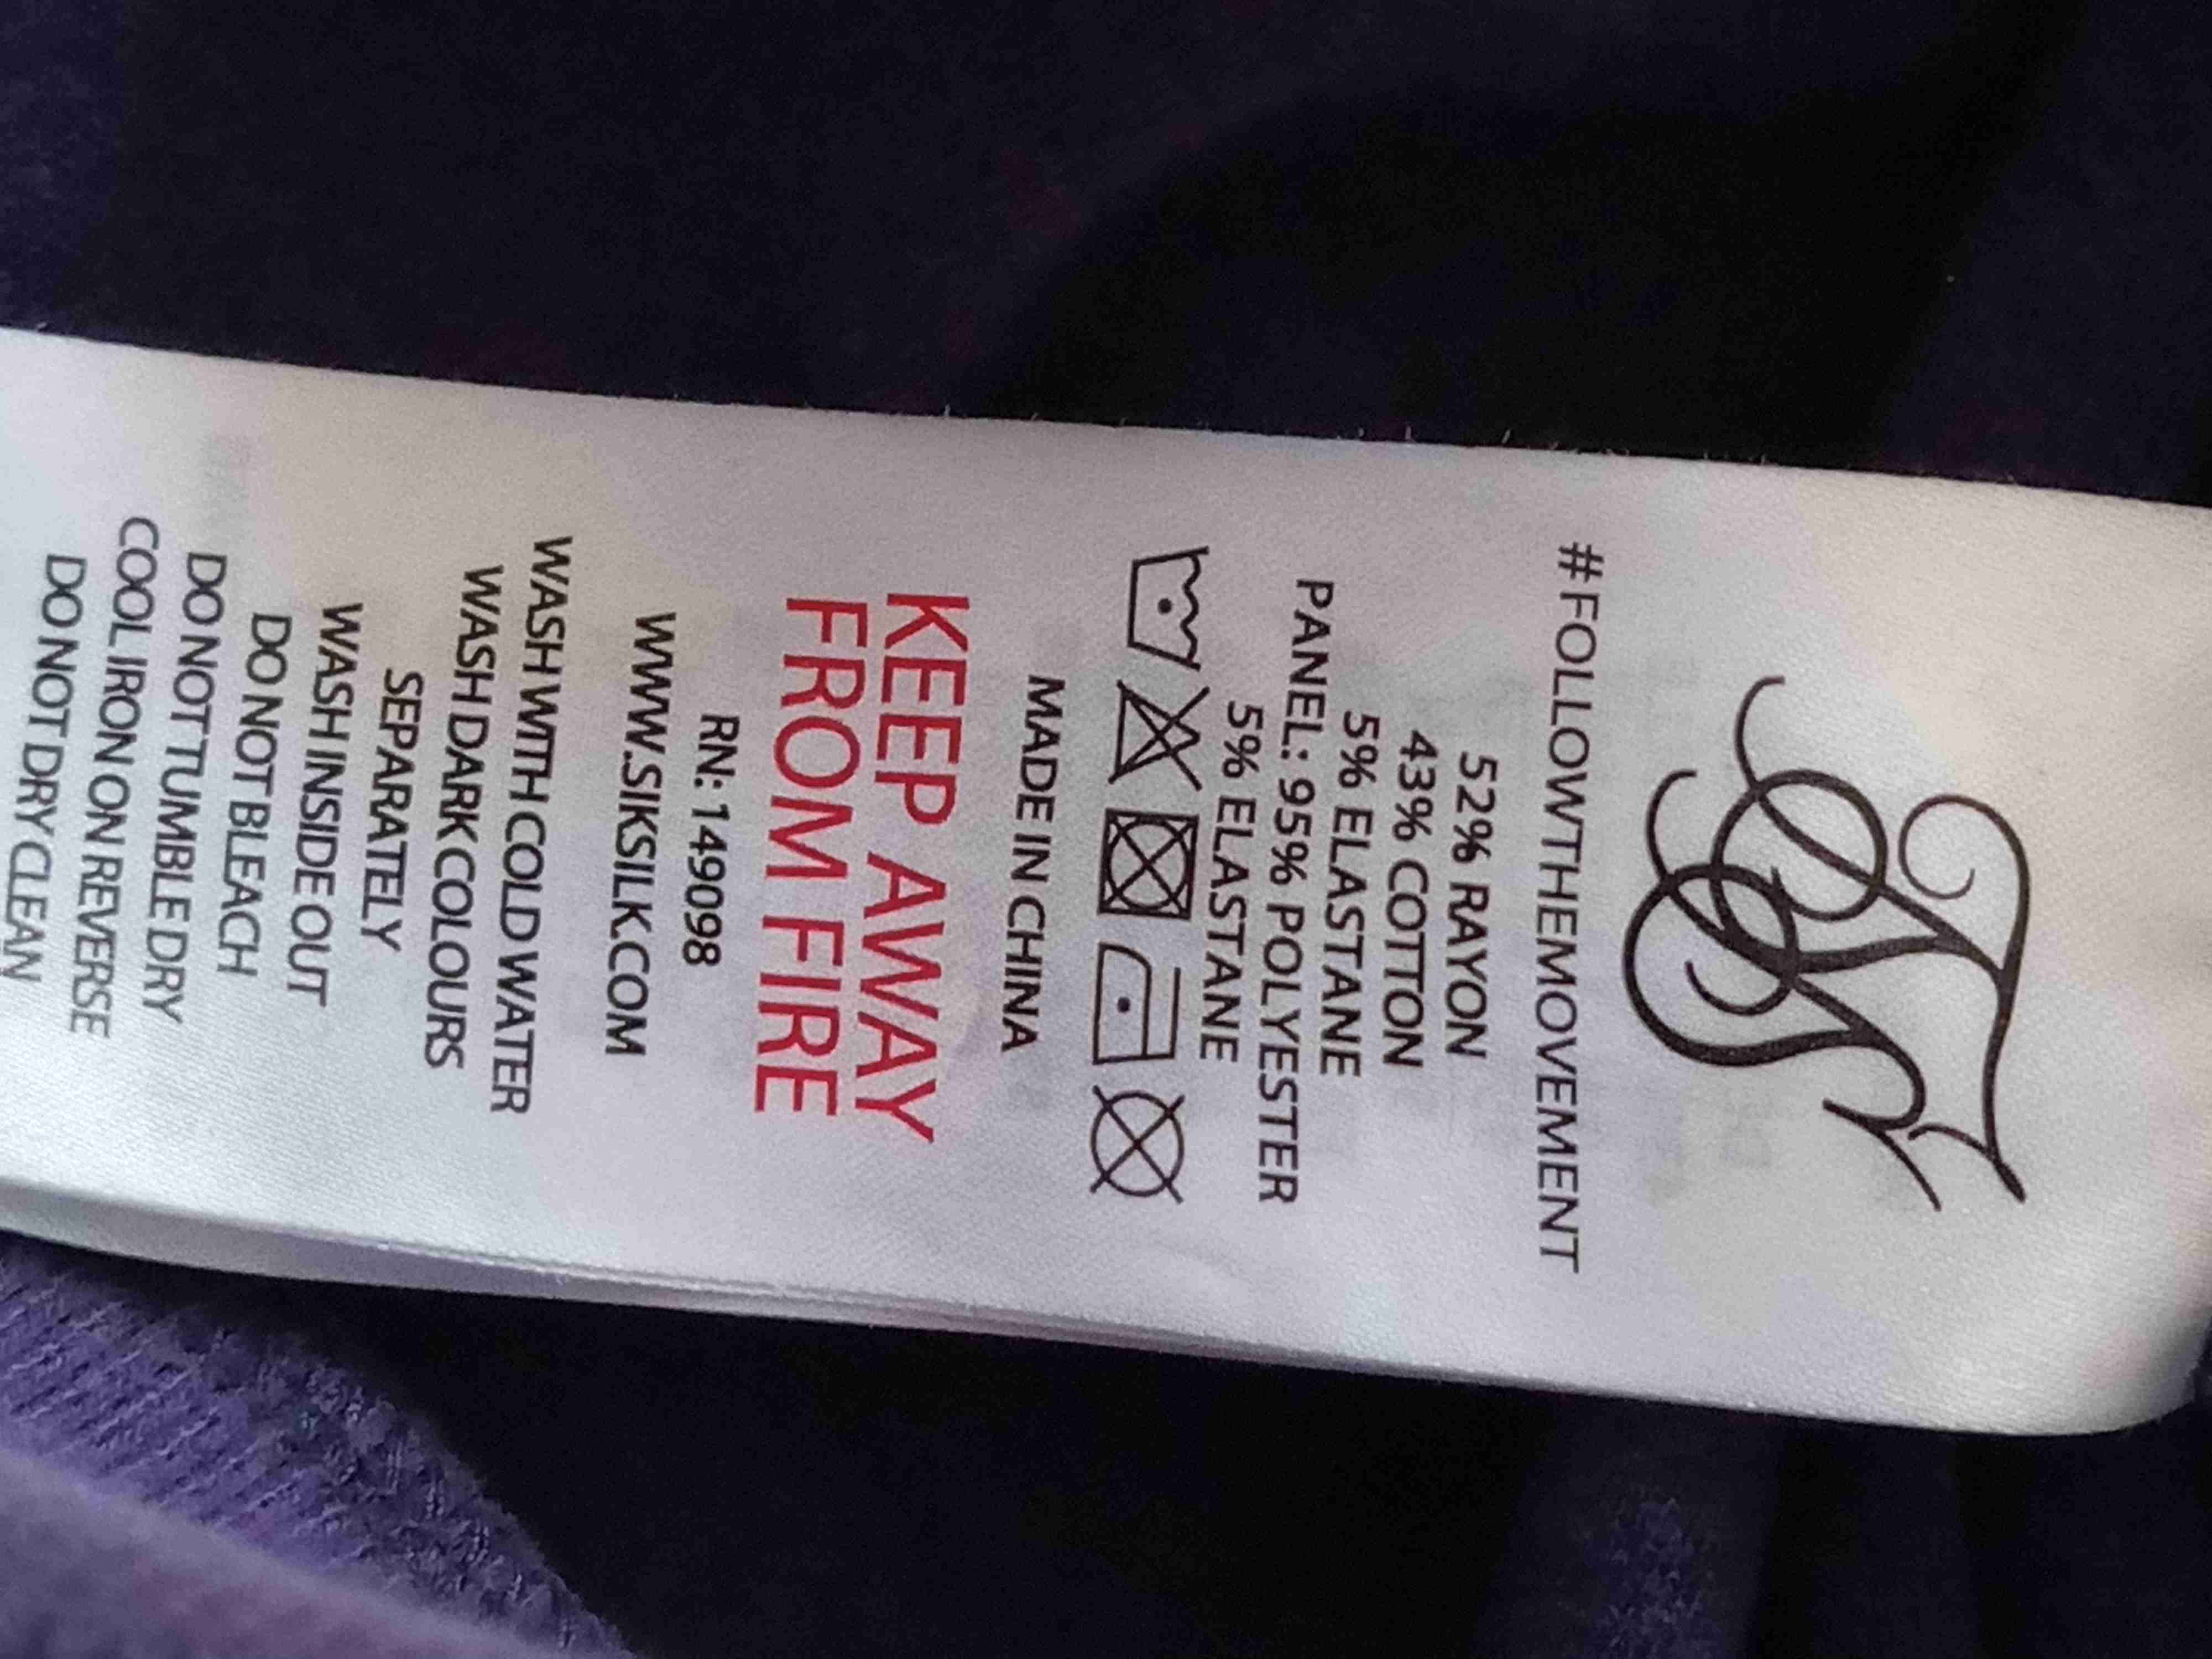 #FOLLOWTHEMOVEMENT
52% RAYON
43% COTTON
5% ELASTANE
PANEL: 95% POLYESTER
5% ELASTANE
MADE IN CHINA
KEEP AWAY
FROM FIRE
RN: 149098
WWW.SIKSILK.COM
WASH WITH COLD WATER
WASH DARK COLOURS
SEPARATELY
WASH INSIDE OUT
DO NOT BLEACH
DO NOT TUMBLE DRY
COOL IRON ON REVERSE
DO NOT DRY CLEAN